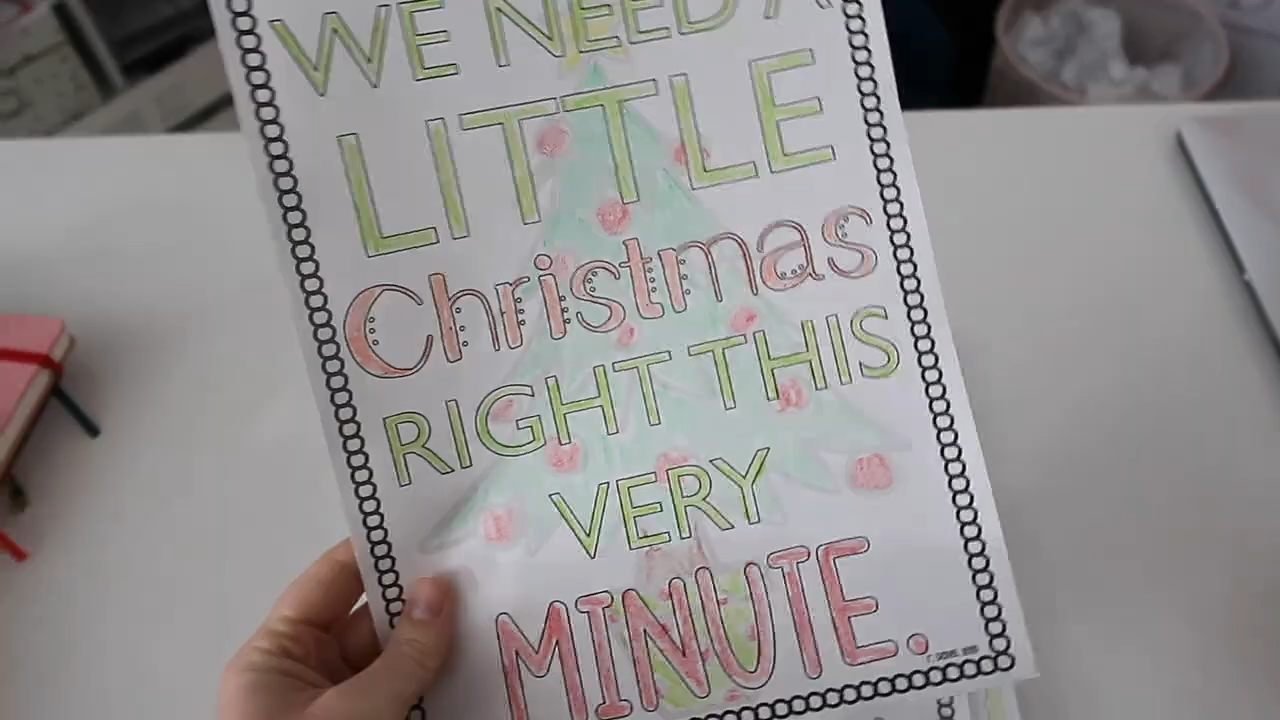 WE NEED A
LITTLE
Christmas
RIGHT THIS
VERY
MINUTE.